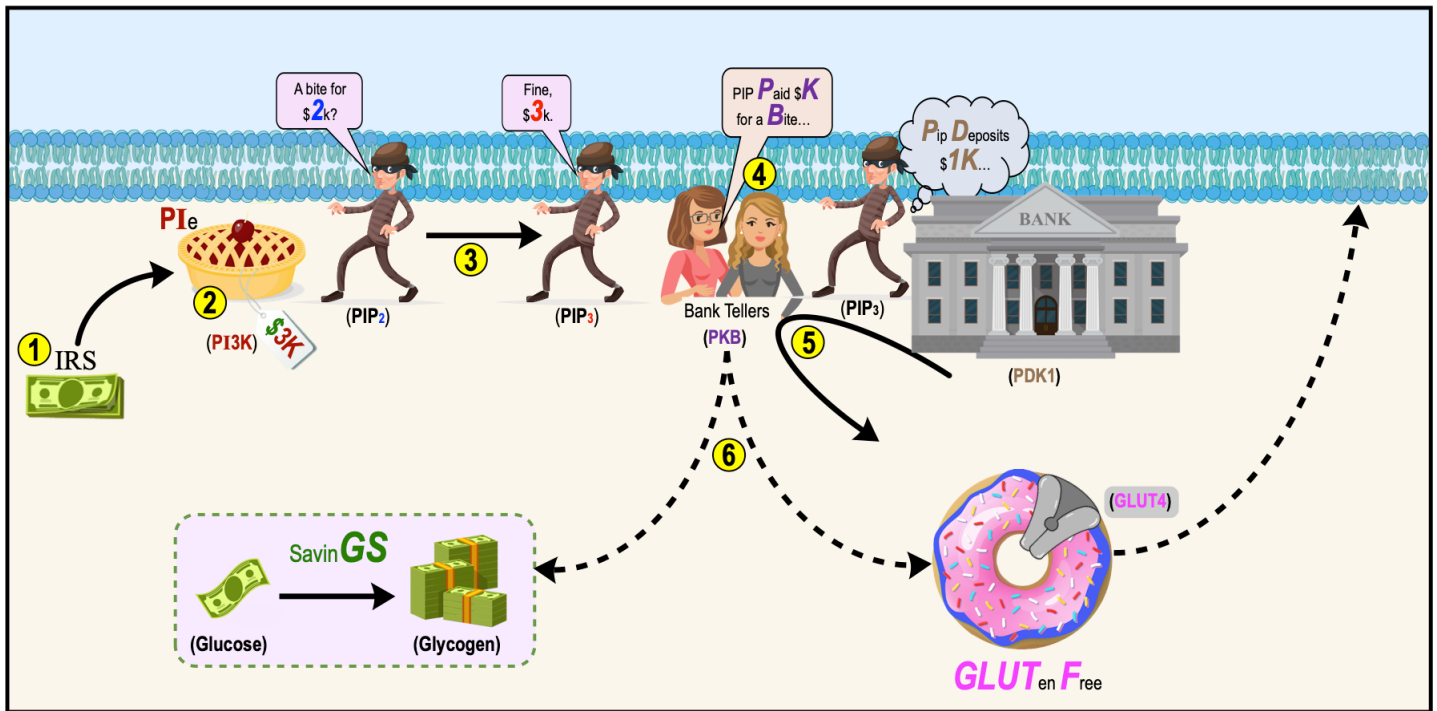 A bite for
$2k?
Fine,
$3k.
PIP Paid $K
for a Bite...
Pip Deposits
$1K...
4
PIe
BANK
3
2
$3K
(PI3K)
(PIP2)
(PIP3)
Bank Tellers
(PKB)
(PIP3)
5
(PDK1)
1
IRS
6
SavinGS
(Glucose)
(Glycogen)
(GLUT4)
GLUTen Free